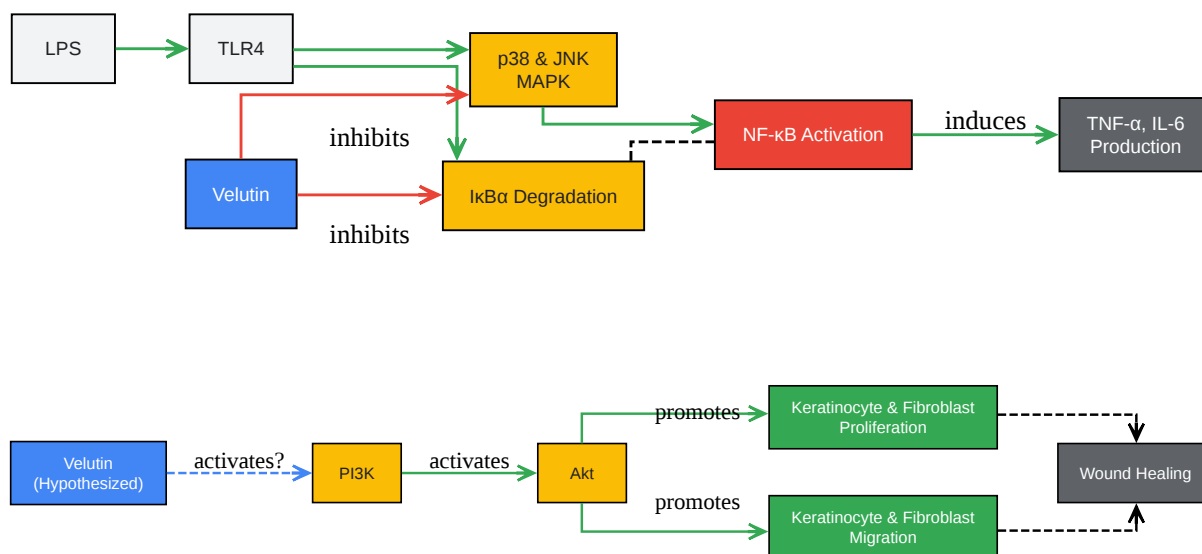 LPS
TLR4
p38 & JNK
MAPK
inhibits
NF-κB Activation
induces
TNF-α, IL-6
Production
Velutin
IκBα Degradation
inhibits
Velutin
(Hypothesized)
activates?
PI3K
activates
Akt
promotes
Keratinocyte & Fibroblast
Proliferation
promotes
Keratinocyte & Fibroblast
Migration
Wound Healing